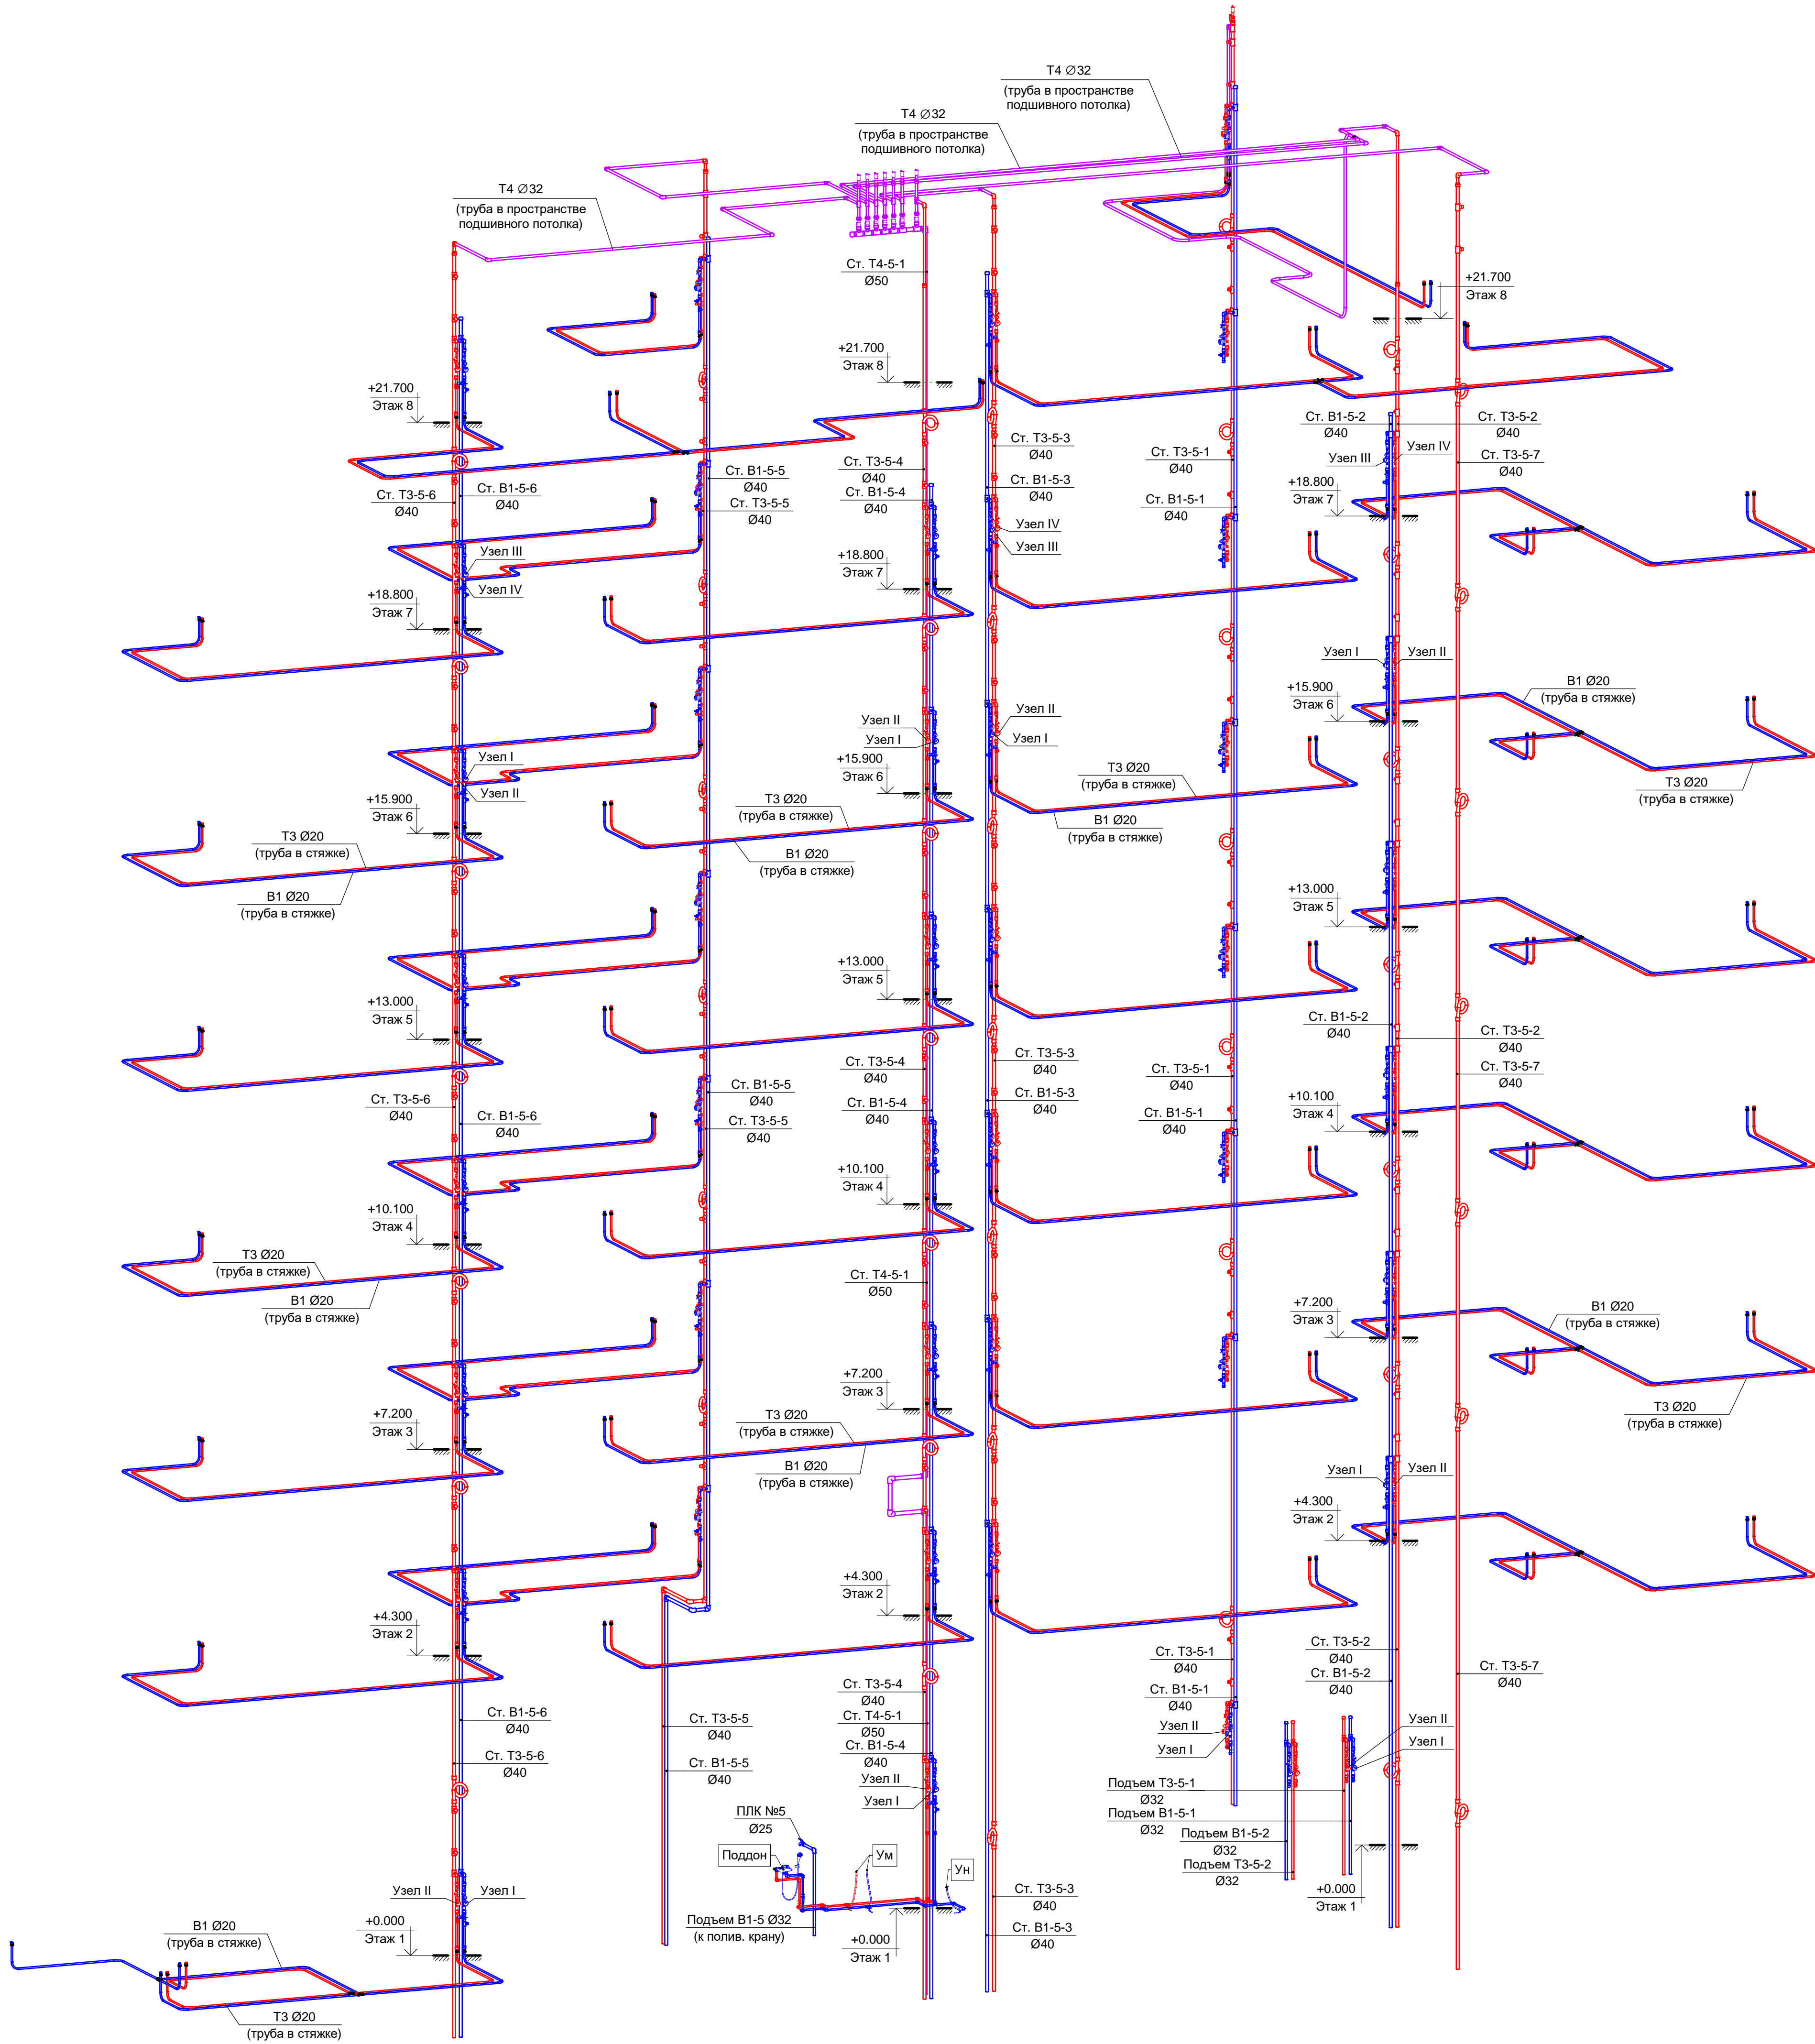 T4 ∅32
(труба в пространстве
подшивного потолка)
T4 ∅32
(труба в пространстве
подшивного потолка)
T4 ∅32
(труба в пространстве
подшивного потолка)
Ст. T4-5-1
Ø50
+21.700
Этаж 8
+21.700
Этаж 8
+21.700
Этаж 8
Ст. В1-5-2
Ø40
Ст. Т3-5-2
Ø40
Ст. Т3-5-3
Ø40
Ст. Т3-5-1
Ø40
Узел III
Узел IV
Ст. Т3-5-7
Ø40
Ст. Т3-5-4
Ø40
Ст. В1-5-5
Ø40
Ст. В1-5-3
Ø40
Ст. Т3-5-6
Ø40
Ст. В1-5-6
Ø40
Ст. Т3-5-5
Ø40
Ст. В1-5-4
Ø40
Ст. В1-5-1
Ø40
+18.800
Этаж 7
Узел IV
Узел III
Узел III
Узел IV
+18.800
Этаж 7
+18.800
Этаж 7
Узел I
Узел II
В1 Ø20
(труба в стяжке)
+15.900
Этаж 6
Узел II
Узел I
Узел II
Узел I
Узел I
Узел II
+15.900
Этаж 6
Т3 Ø20
(труба в стяжке)
Т3 Ø20
(труба в стяжке)
+15.900
Этаж 6
Т3 Ø20
(труба в стяжке)
В1 Ø20
(труба в стяжке)
Т3 Ø20
(труба в стяжке)
В1 Ø20
(труба в стяжке)
В1 Ø20
(труба в стяжке)
+13.000
Этаж 5
+13.000
Этаж 5
+13.000
Этаж 5
Ст. В1-5-2
Ø40
Ст. Т3-5-2
Ø40
Ст. Т3-5-4
Ø40
Ст. Т3-5-3
Ø40
Ст. Т3-5-1
Ø40
Ст. Т3-5-7
Ø40
Ст. Т3-5-6
Ø40
Ст. В1-5-6
Ø40
Ст. В1-5-5
Ø40
Ст. Т3-5-5
Ø40
Ст. В1-5-4
Ø40
Ст. В1-5-3
Ø40
Ст. В1-5-1
Ø40
+10.100
Этаж 4
+10.100
Этаж 4
+10.100
Этаж 4
Т3 Ø20
(труба в стяжке)
В1 Ø20
(труба в стяжке)
Ст. Т4-5-1
Ø50
+7.200
Этаж 3
В1 Ø20
(труба в стяжке)
+7.200
Этаж 3
+7.200
Этаж 3
Т3 Ø20
(труба в стяжке)
В1 Ø20
(труба в стяжке)
Т3 Ø20
(труба в стяжке)
Узел I
Узел II
+4.300
Этаж 2
+4.300
Этаж 2
+4.300
Этаж 2
Ст. Т3-5-1
Ø40
Ст. Т3-5-2
Ø40
Ст. В1-5-2
Ø40
Ст. Т3-5-7
Ø40
Ст. Т3-5-4
Ø40
Ст. Т4-5-1
Ø50
Ст. В1-5-4
Ø40
Ст. В1-5-1
Ø40
Ст. В1-5-6
Ø40
Ст. Т3-5-6
Ø40
Ст. Т3-5-5
Ø40
Ст. В1-5-5
Ø40
Узел II
Узел I
Узел II
Узел I
Узел II
Узел I
Подъем Т3-5-1
Ø32
Подъем В1-5-1
Ø32
Подъем В1-5-2
Ø32
Подъем Т3-5-2
Ø32
+0.000
Этаж 1
ПЛК №5
Ø25
Поддон
Ум
Ун
Подъем В1-5 Ø32
(к полив. крану)
+0.000
Этаж 1
Ст. Т3-5-3
Ø40
Ст. В1-5-3
Ø40
Узел II
Узел I
+0.000
Этаж 1
В1 Ø20
(труба в стяжке)
Т3 Ø20
(труба в стяжке)